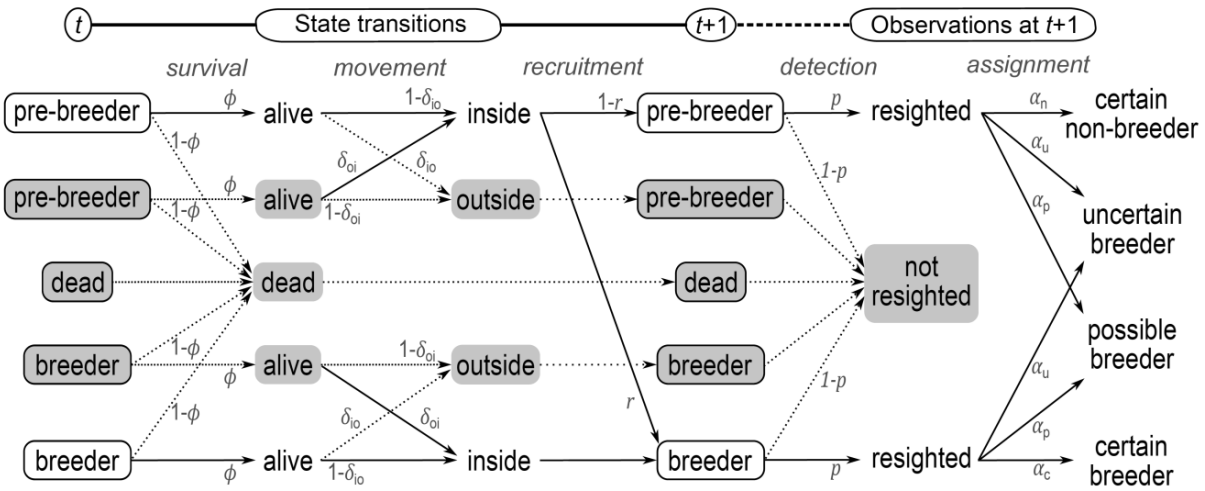 t State transitions t+1 Observations at t+1
survival movement recruitment detection assignment
pre-breeder ϕ alive 1-δio inside 1-r pre-breeder p resighted αn certain
non-breeder
1-ϕ δoi δio 1-p αu
pre-breeder ϕ alive outside pre-breeder αp
1-ϕ 1-δoi uncertain
breeder
dead dead dead not
resighted
possible
breeder
1-ϕ 1-δoi
breeder ϕ alive outside breeder 1-p αu
1-ϕ δio δoi r αp
breeder ϕ alive 1-δio inside breeder p resighted αc certain
breeder